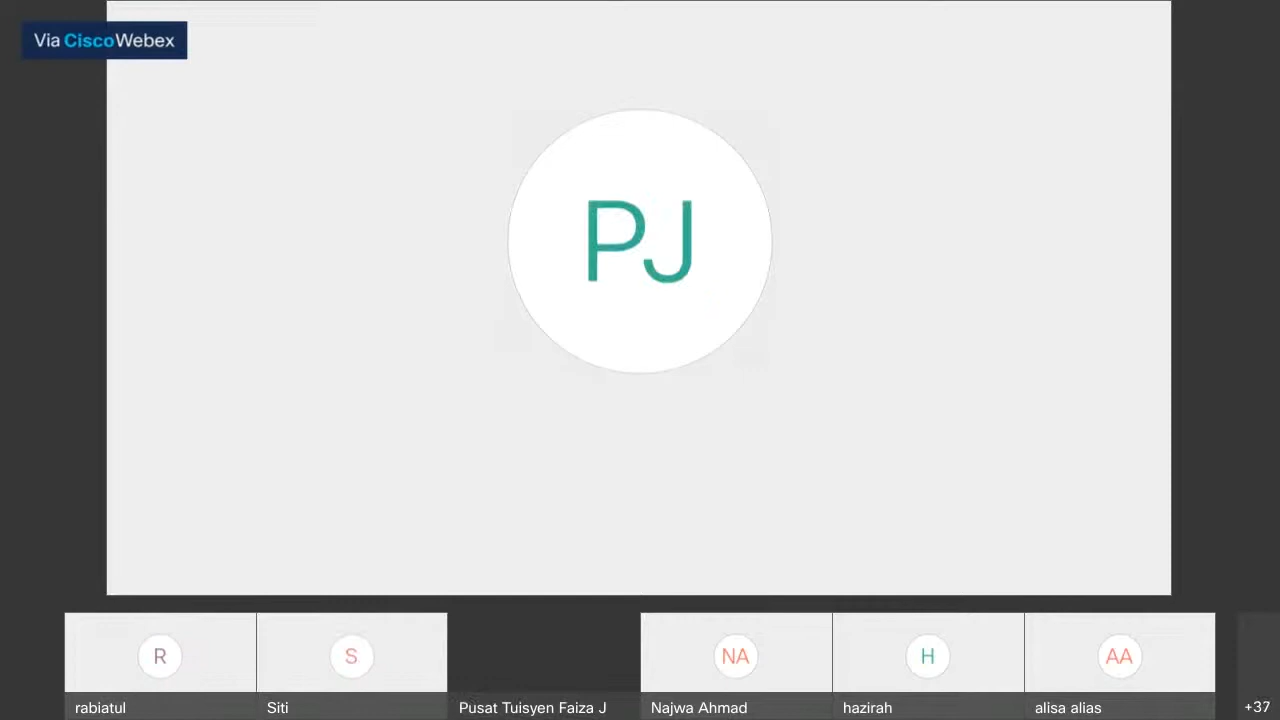 Via CiscoWebex
PJ
R
S
NA
H
AA
rabiatul
Siti
Pusat Tuisyen Faiza J
Najwa Ahmad
hazirah
alisa alias
+37